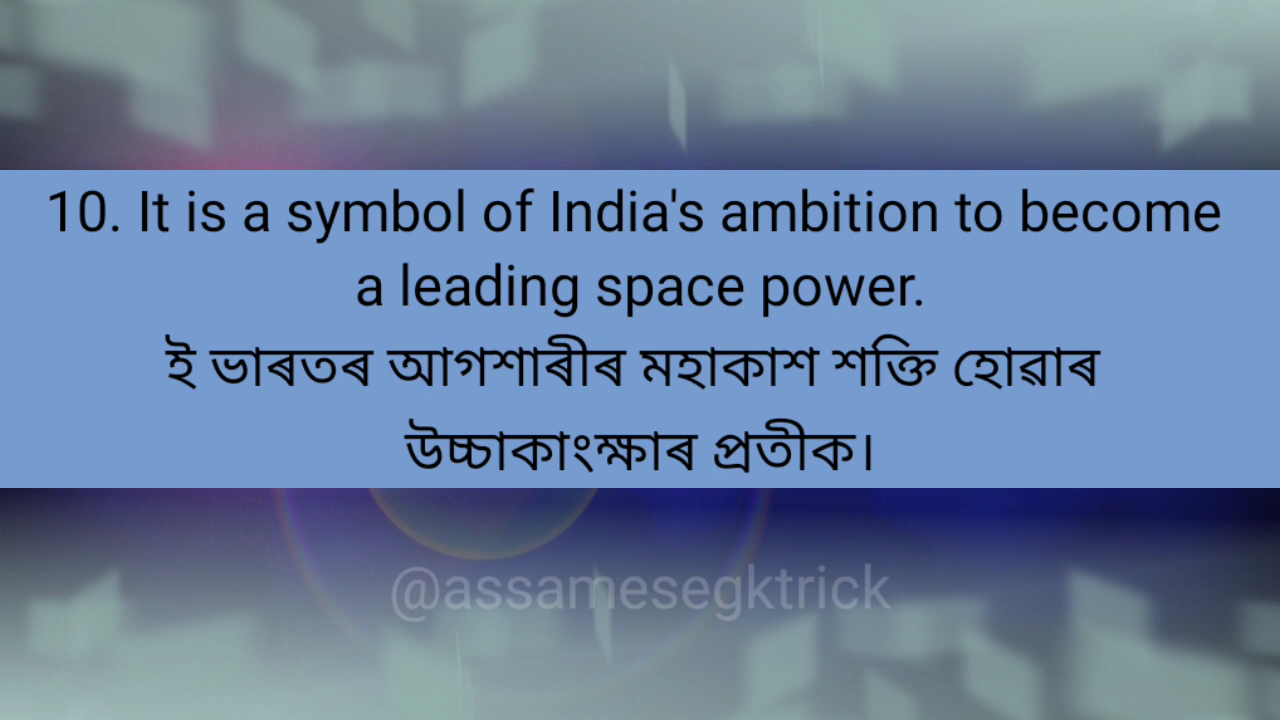 10. It is a symbol of India's ambition to become
a leading space power.
ই ভাৰতৰ আগশাৰীৰ মহাকাশ শক্তি হোৱাৰ
উচ্চাকাংক্ষাৰ প্ৰতীক।
@assamesegktrick